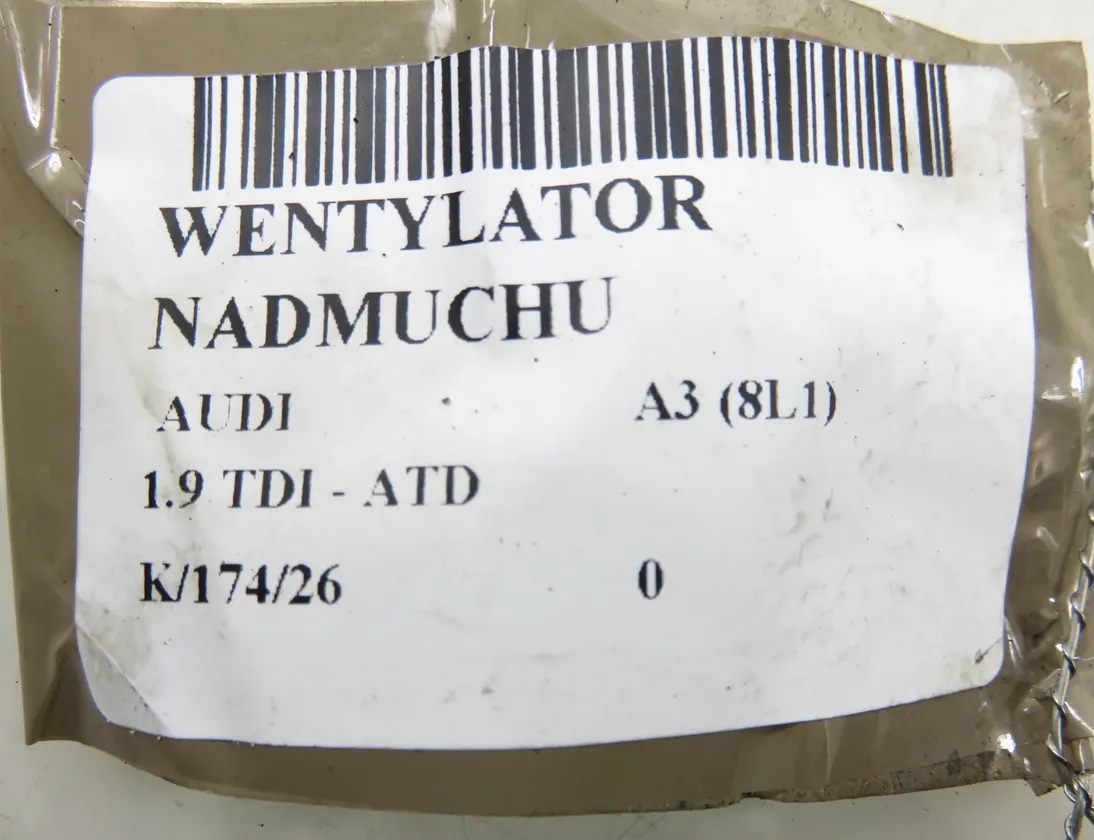 WENTYLATOR
NADMUCHU
AUDI A3 (8L1)
1.9 TDI - ATD
K/174/26 0